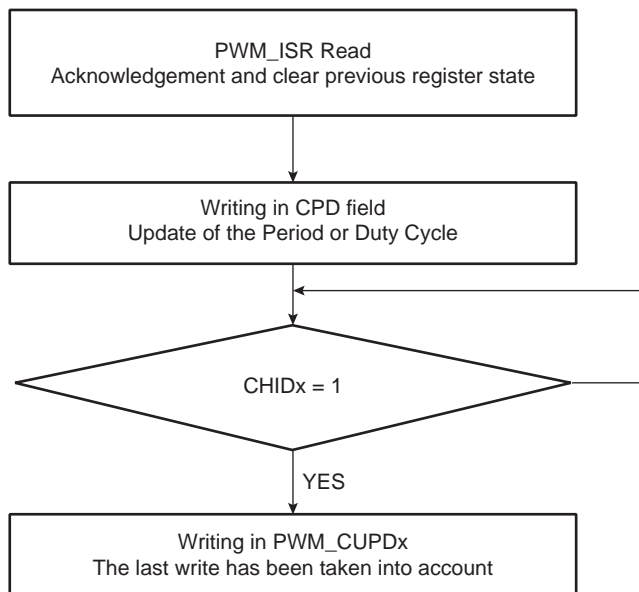 PWM_ISR Read
Acknowledgement and clear previous register state
Writing in CPD field
Update of the Period or Duty Cycle
CHIDx = 1
YES
Writing in PWM_CUPDx
The last write has been taken into account